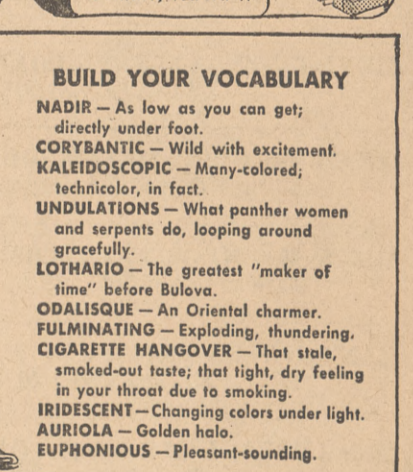 BUILD YOUR VOCABULARY
NADIR — As low as you can get;
directly under foot.
CORYBANTIC — Wild with excitement.
KALEIDOSCOPIC — Many-colored;
technicolor, in fact.
UNDULATIONS — What panther women
and serpents do, looping around
gracefully.
LOTHARIO — The greatest "maker of
time" before Bulova.
ODALISQUE — An Oriental charmer.
FULMINATING — Exploding, thundering.
CIGARETTE HANGOVER — That stale,
smoked-out taste; that tight, dry feeling
in your throat due to smoking.
IRIDESCENT — Changing colors under light.
AURIOLA — Golden halo.
EUPHONIOUS — Pleasant-sounding.